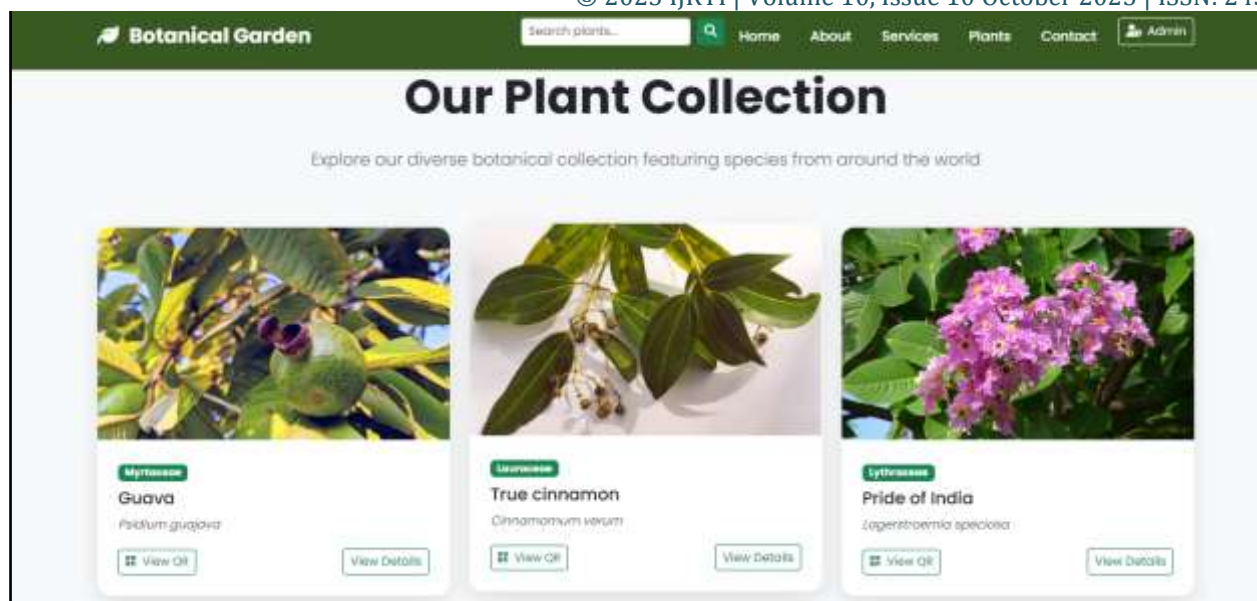 © 2025 IJRTI | Volume 10, Issue 10 October 2025 | ISSN:
Botanical Garden
Search plants...
Home About Services Plants Contact Admin
Our Plant Collection
Explore our diverse botanical collection featuring species from around the world
Myrtaceae
Guava
Psidium guajava
View QR View Details
Lauraceae
True cinnamon
Cinnamomum verum
View QR View Details
Lythraceae
Pride of India
Lagerstroemia speciosa
View QR View Details